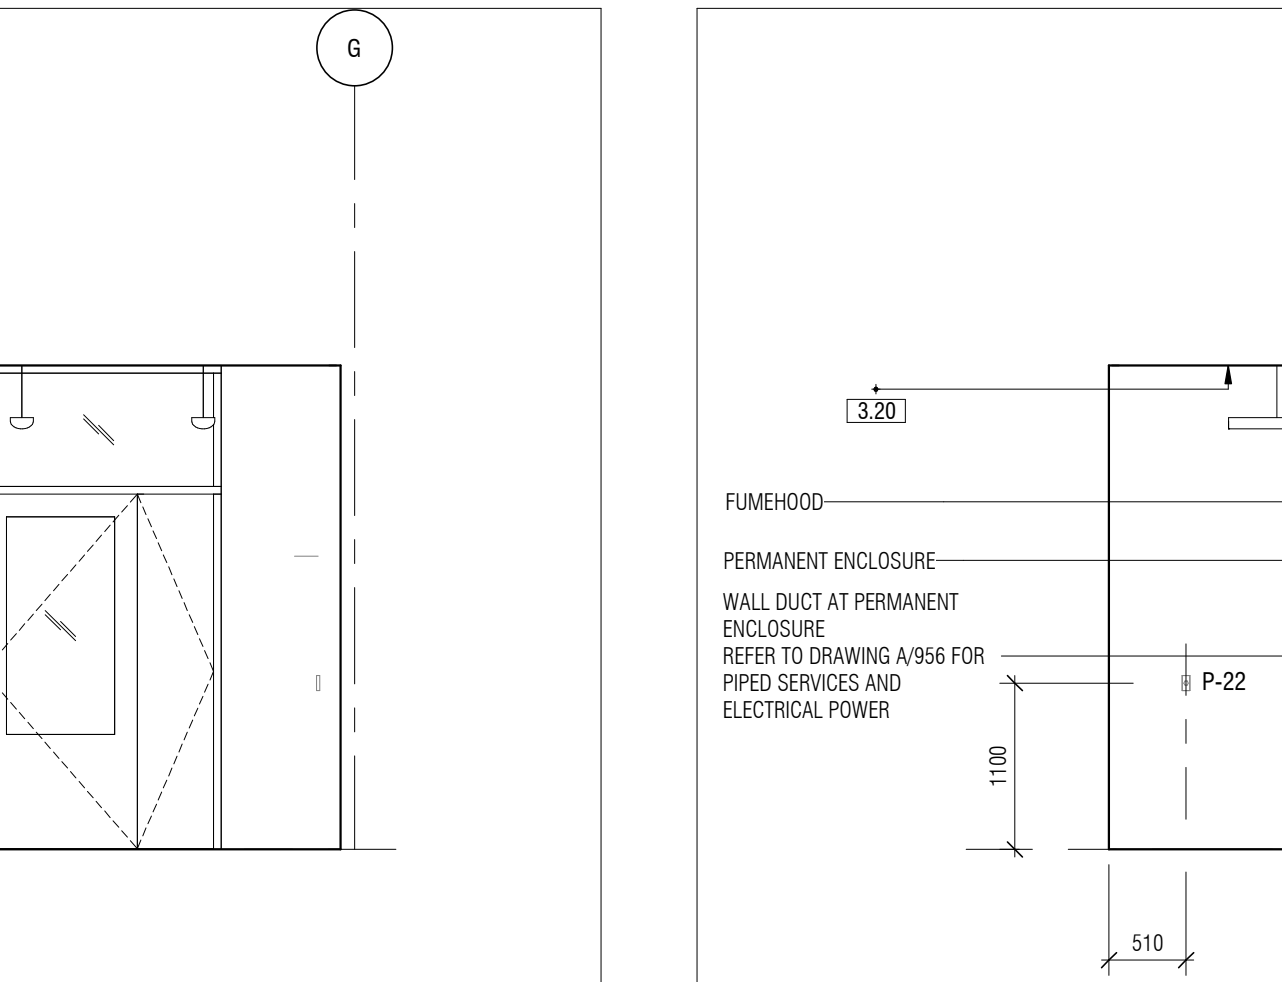 G
3.20
FUMEHOOD
PERMANENT ENCLOSURE
WALL DUCT AT PERMANENT
ENCLOSURE
REFER TO DRAWING A/956 FOR
PIPED SERVICES AND
ELECTRICAL POWER
P-22
1100
510